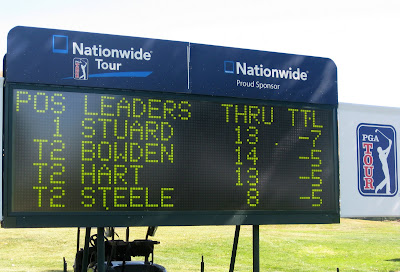 Nationwide®
Tour
Nationwide®
Proud Sponsor
POS LEADERS THRU TTL
1 STUARD 13 -7
T2 BOWDEN 14 -5
T2 HART 13 -5
T2 STEELE 8 -5
PGA TOUR